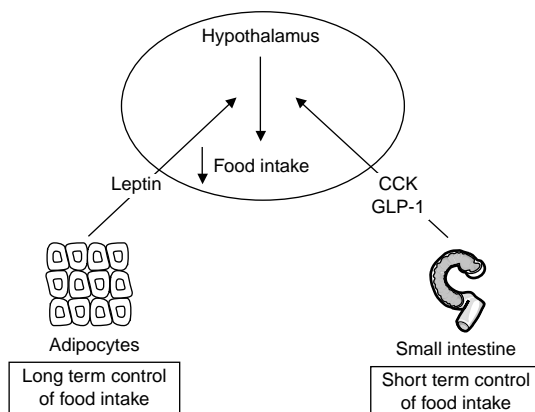 Hypothalamus
Food intake
Leptin
CCK
GLP-1
Adipocytes
Long term control
of food intake
Small intestine
Short term control
of food intake